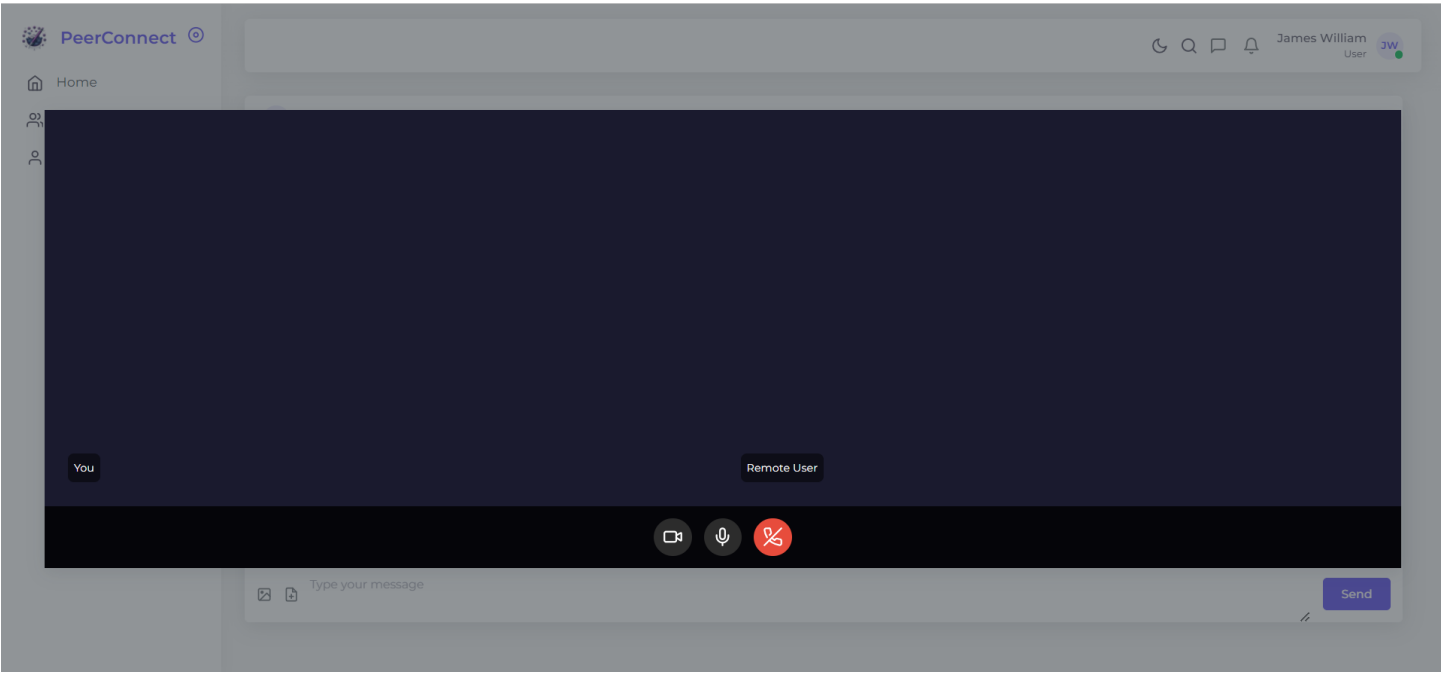 PeerConnect
Home
James William
User
JW
You
Remote User
Type your message
Send